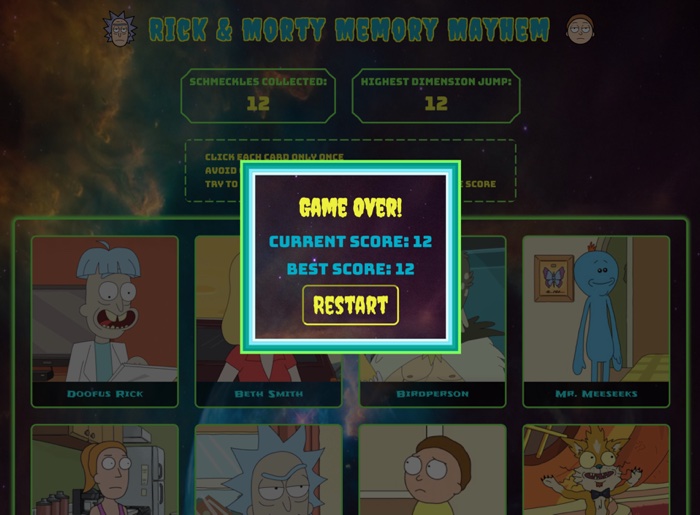 RICK & MORTY MEMORY MAYHEM
SCHMECKLES COLLECTED:
12
HIGHEST DIMENSION JUMP:
12
CLICK EACH CARD ONLY ONCE
AVOID
TRY TO
SCORE
GAME OVER!
CURRENT SCORE: 12
BEST SCORE: 12
RESTART
DOOFUS RICK
BETH SMITH
BIRDPERSON
MR. MEESEEKS